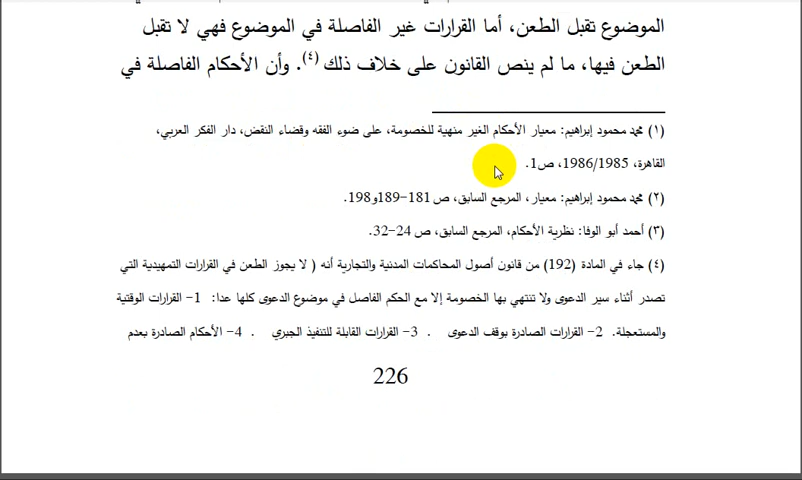 الموضوع تقبل الطعن، أما القرارات غير الفاصلة في الموضوع فهي لا تقبل
الطعن فيها، ما لم ينص القانون على خلاف ذلك (٤). وأن الأحكام الفاصلة في
(١) محمد محمود إبراهيم: معيار الأحكام الغير منهية للخصومة، على ضوء الفقه وقضاء النقض، دار الفكر العربي،
القاهرة، 1986/1985، ص1.
(٢) محمد محمود إبراهيم: معيار، المرجع السابق، ص 181-189و198.
(٣) أحمد أبو الوفا: نظرية الأحكام، المرجع السابق، ص 24-32.
(٤) جاء في المادة (192) من قانون أصول المحاكمات المدنية والتجارية أنه ( لا يجوز الطعن في القرارات التمهيدية التي
تصدر أثناء سير الدعوى ولا تنتهي بها الخصومة إلا مع الحكم الفاصل في موضوع الدعوى كلها عدا: 1- القرارات الوقتية
والمستعجلة. 2- القرارات الصادرة بوقف الدعوى . 3- القرارات القابلة للتنفيذ الجبري . 4- الأحكام الصادرة بعدم
226